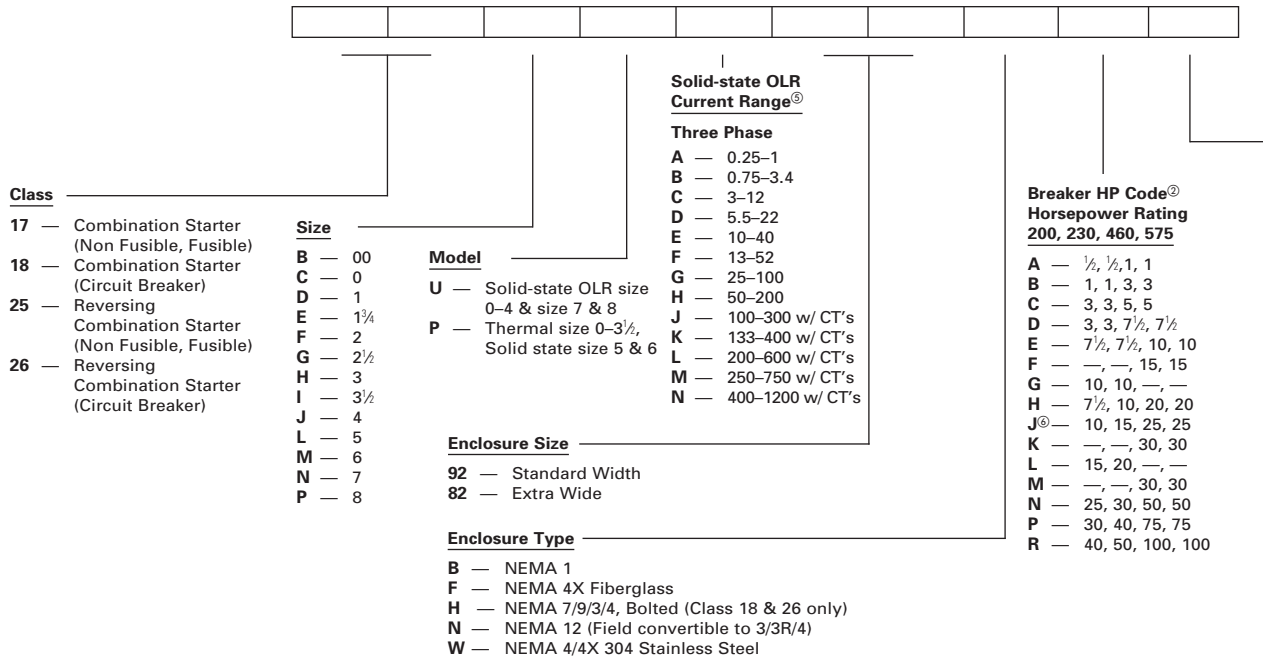 Solid-state OLR
Current Range⑤
Three Phase
A — 0.25–1
B — 0.75–3.4
C — 3–12
D — 5.5–22
E — 10–40
F — 13–52
G — 25–100
H — 50–200
J — 100–300 w/ CT's
K — 133–400 w/ CT's
L — 200–600 w/ CT's
M — 250–750 w/ CT's
N — 400–1200 w/ CT's
Class
17 — Combination Starter
(Non Fusible, Fusible)
18 — Combination Starter
(Circuit Breaker)
25 — Reversing
Combination Starter
(Non Fusible, Fusible)
26 — Reversing
Combination Starter
(Circuit Breaker)
Size
B — 00
C — 0
D — 1
E — 1¾
F — 2
G — 2½
H — 3
I — 3½
J — 4
L — 5
M — 6
N — 7
P — 8
Model
U — Solid-state OLR size
0–4 & size 7 & 8
P — Thermal size 0–3½,
Solid state size 5 & 6
Breaker HP Code②
Horsepower Rating
200, 230, 460, 575
A — ½, ½,1, 1
B — 1, 1, 3, 3
C — 3, 3, 5, 5
D — 3, 3, 7½, 7½
E — 7½, 7½, 10, 10
F — —, —, 15, 15
G — 10, 10, —, —
H — 7½, 10, 20, 20
J⑥— 10, 15, 25, 25
K — —, —, 30, 30
L — 15, 20, —, —
M — —, —, 30, 30
N — 25, 30, 50, 50
P — 30, 40, 75, 75
R — 40, 50, 100, 100
Enclosure Size
92 — Standard Width
82 — Extra Wide
Enclosure Type
B — NEMA 1
F — NEMA 4X Fiberglass
H — NEMA 7/9/3/4, Bolted (Class 18 & 26 only)
N — NEMA 12 (Field convertible to 3/3R/4)
W — NEMA 4/4X 304 Stainless Steel